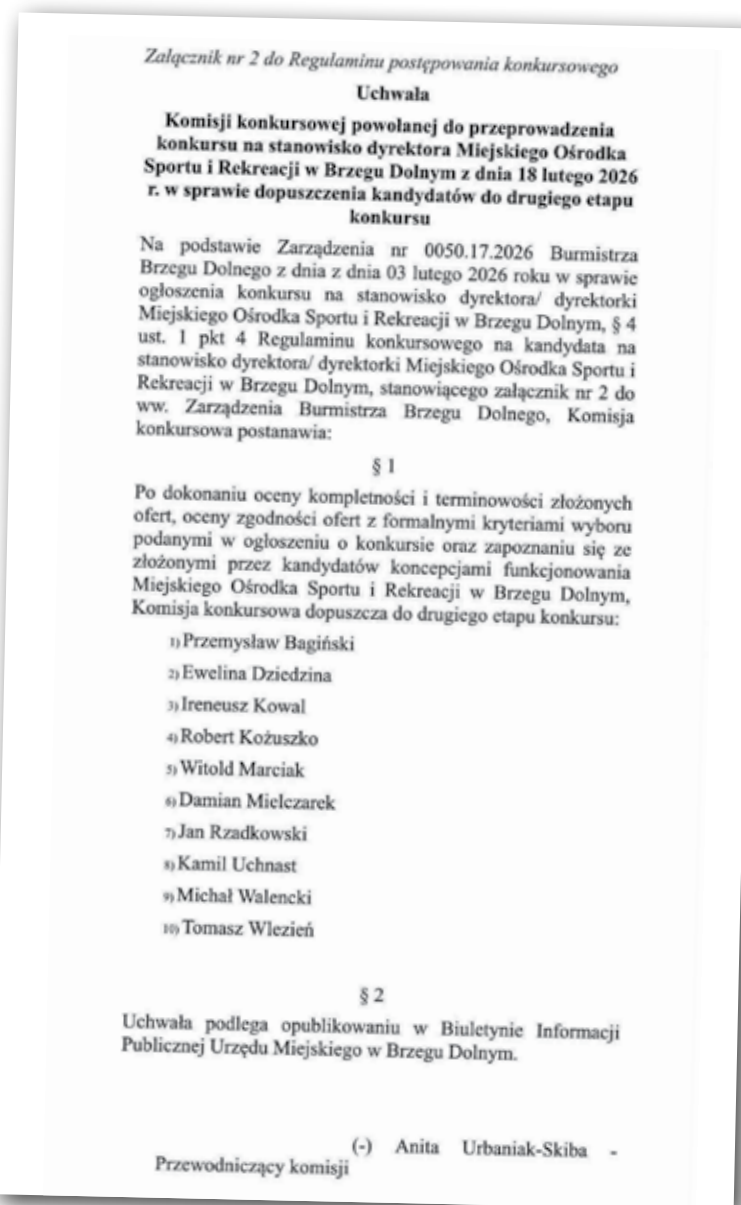 Załącznik nr 2 do Regulaminu postępowania konkursowego
Uchwała
Komisji konkursowej powołanej do przeprowadzenia
konkursu na stanowisko dyrektora Miejskiego Ośrodka
Sportu i Rekreacji w Brzegu Dolnym z dnia 18 lutego 2026
r. w sprawie dopuszczenia kandydatów do drugiego etapu
konkursu
Na podstawie Zarządzenia nr 0050.17.2026 Burmistrza
Brzegu Dolnego z dnia z dnia 03 lutego 2026 roku w sprawie
ogłoszenia konkursu na stanowisko dyrektora/ dyrektorki
Miejskiego Ośrodka Sportu i Rekreacji w Brzegu Dolnym, § 4
ust. 1 pkt 4 Regulaminu konkursowego na kandydata na
stanowisko dyrektora/ dyrektorki Miejskiego Ośrodka Sportu i
Rekreacji w Brzegu Dolnym, stanowiącego załącznik nr 2 do
ww. Zarządzenia Burmistrza Brzegu Dolnego, Komisja
konkursowa postanawia:
§ 1
Po dokonaniu oceny kompletności i terminowości złożonych
ofert, oceny zgodności ofert z formalnymi kryteriami wyboru
podanymi w ogłoszeniu o konkursie oraz zapoznaniu się ze
złożonymi przez kandydatów koncepcjami funkcjonowania
Miejskiego Ośrodka Sportu i Rekreacji w Brzegu Dolnym,
Komisja konkursowa dopuszcza do drugiego etapu konkursu:
1) Przemysław Bagiński
2) Ewelina Dziedzina
3) Ireneusz Kowal
4) Robert Kożuszko
5) Witold Marciak
6) Damian Mielczarek
7) Jan Rzadkowski
8) Kamil Uchnast
9) Michał Walencki
10) Tomasz Wlezień
§ 2
Uchwała podlega opublikowaniu w Biuletynie Informacji
Publicznej Urzędu Miejskiego w Brzegu Dolnym.
(-) Anita Urbaniak-Skiba -
Przewodniczący komisji